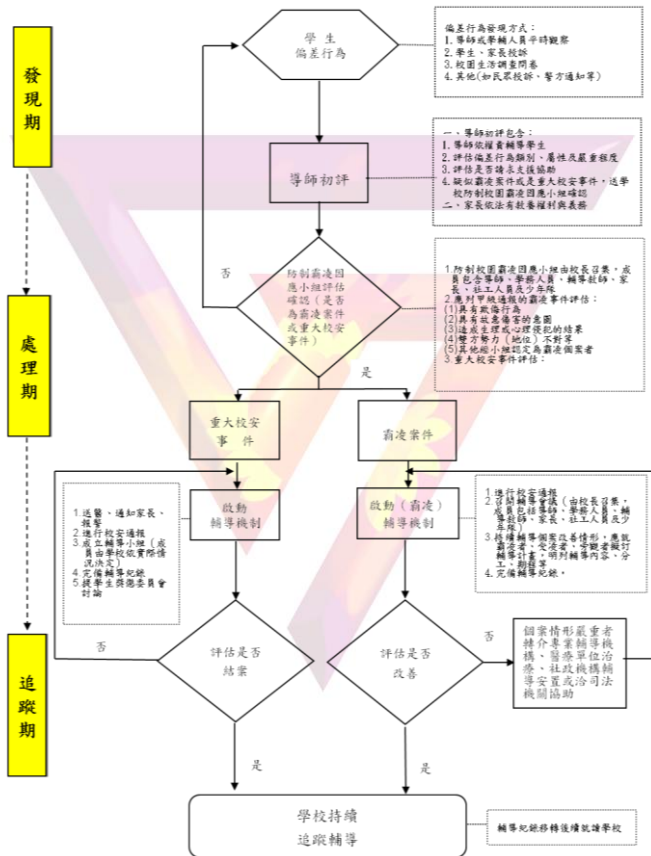 發現期
學生
偏差行為
偏差行為發現方式：
1.導師或學輔人員平時觀察
2.學生、家長投訴
3.校園生活調查問卷
4.其他(如民眾投訴、警方通知等)
導師初評
一、導師初評包含：
1.導師依權責輔導學生
2.評估偏差行為類別、屬性及嚴重程度
3.評估是否請求支援協助
4.疑似霸凌案件或是重大校安事件，送學
校防制校園霸凌因應小組確認
二、家長依法有教養權利與義務
否
防制霸凌因
應小組評估
確認（是否
為霸凌案件
或重大校安
事件）
1.防制校園霸凌因應小組由校長召集，成
員包含導師、學務人員、輔導教師、家
長、社工人員及少年隊
2.應列甲級通報的霸凌事件評估：
(1)具有欺侮行為
(2)具有故意傷害的意圖
(3)造成生理或心理侵犯的結果
(4)雙方勢力（地位）不對等
(5)其他經小組認定為霸凌個案者
3.重大校安事件評估：
處理期
是
重大校安
事 件
霸凌案件
1.送醫、通知家長、
報警
2.進行校安通報
3.成立輔導小組（成
員由學校依實際情
況決定）
4.完備輔導紀錄
5.提學生獎懲委員會
討論
啟動
輔導機制
啟動（霸凌）
輔導機制
1.進行校安通報
2.召開輔導會議（由校長召集，
成員包括導師、學務人員、輔
導教師、家長、社工人員及少
年隊）
3.持續輔導個案改善情形，應就
霸凌者、受凌者、旁觀者擬訂
輔導計畫，明列輔導內容、分
工、期程等
4.完備輔導紀錄。
追蹤期
否
評估是否
結案
評估是否
改善
否
個案情形嚴重者
轉介專業輔導機
構、醫療單位治
療、社政機構輔
導安置或洽司法
機關協助
是
是
學校持續
追蹤輔導
輔導紀錄移轉後續就讀學校